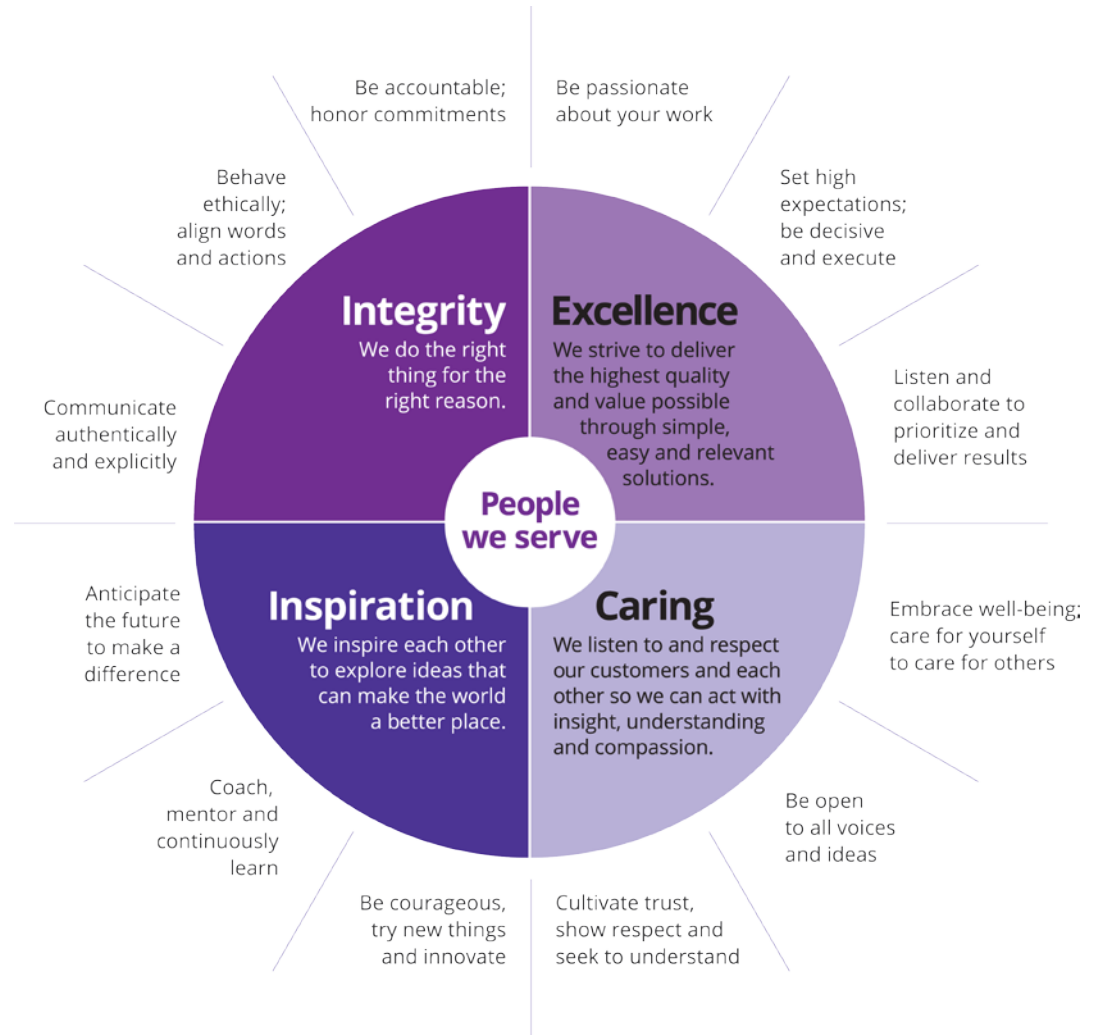 Be accountable;
honor commitments
Be passionate
about your work
Behave
ethically;
align words
and actions
Set high
expectations;
be decisive
and execute
Communicate
authentically
and explicitly
Listen and
collaborate to
prioritize and
deliver results
Integrity
We do the right
thing for the
right reason.
Excellence
We strive to deliver
the highest quality
and value possible
through simple,
easy and relevant
solutions.
People
we serve
Inspiration
We inspire each other
to explore ideas that
can make the world
a better place.
Caring
We listen to and respect
our customers and each
other so we can act with
insight, understanding
and compassion.
Anticipate
the future
to make a
difference
Embrace well-being;
care for yourself
to care for others
Coach,
mentor and
continuously
learn
Be open
to all voices
and ideas
Be courageous,
try new things
and innovate
Cultivate trust,
show respect and
seek to understand